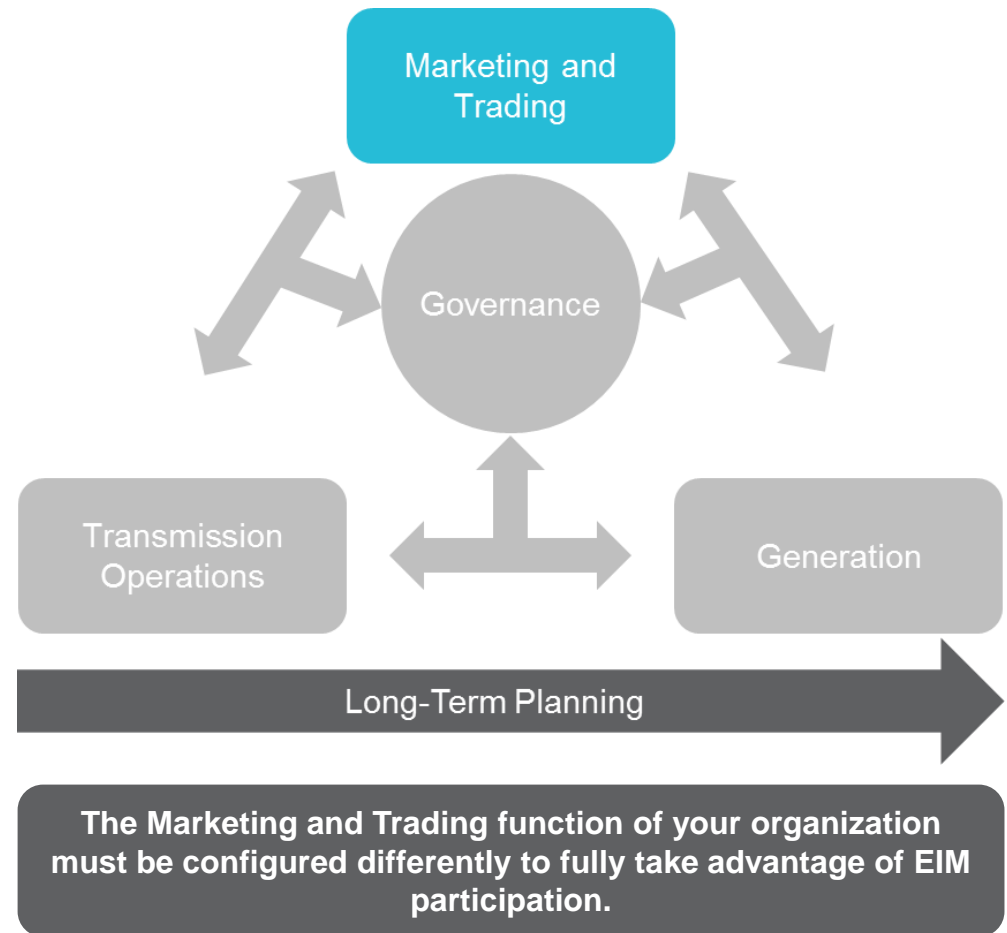 Marketing and
Trading
Governance
Transmission
Operations
Generation
Long-Term Planning
The Marketing and Trading function of your organization
must be configured differently to fully take advantage of EIM
participation.